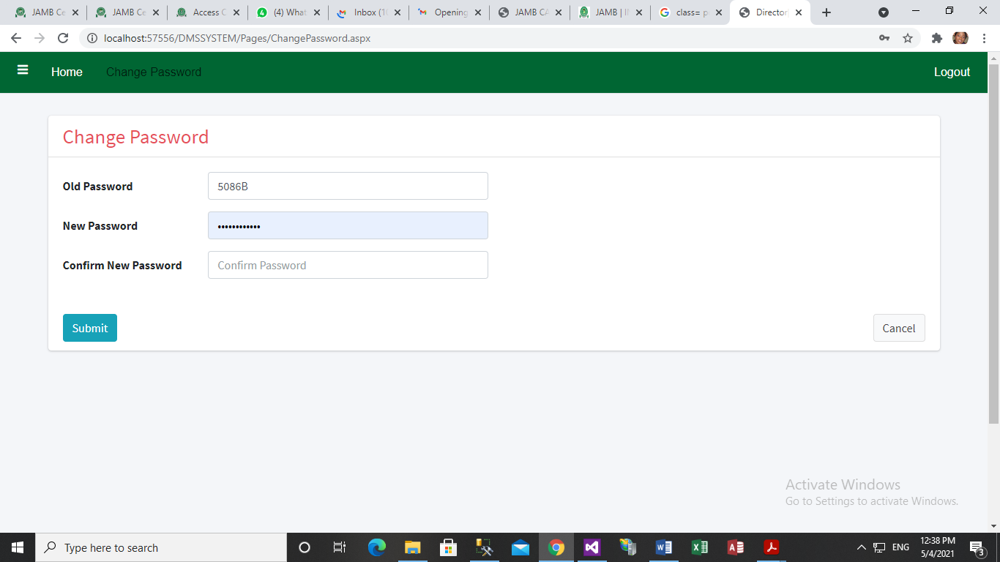 JAMB Ce
JAMB Ce
Access C
(4) What
Inbox (1
Opening
JAMB CA
JAMB | I
class= p
Director
localhost:57556/DMSSYSTEM/Pages/ChangePassword.aspx
Home
Change Password
Logout
Change Password
Old Password
5086B
New Password
••••••••••••
Confirm New Password
Confirm Password
Submit
Cancel
Activate Windows
Go to Settings to activate Windows.
Type here to search
ENG
12:38 PM
5/4/2021
3